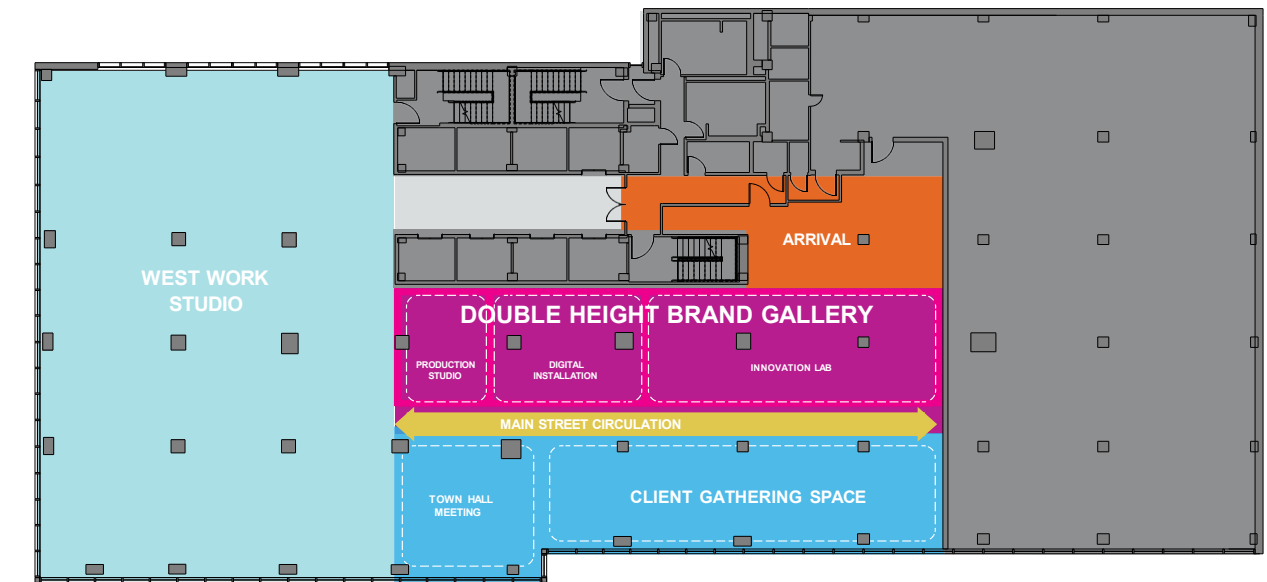 ARRIVAL
WEST WORK
STUDIO
DOUBLE HEIGHT BRAND GALLERY
PRODUCTION
STUDIO
DIGITAL
INSTALLATION
INNOVATION LAB
MAIN STREET CIRCULATION
TOWN HALL
MEETING
CLIENT GATHERING SPACE